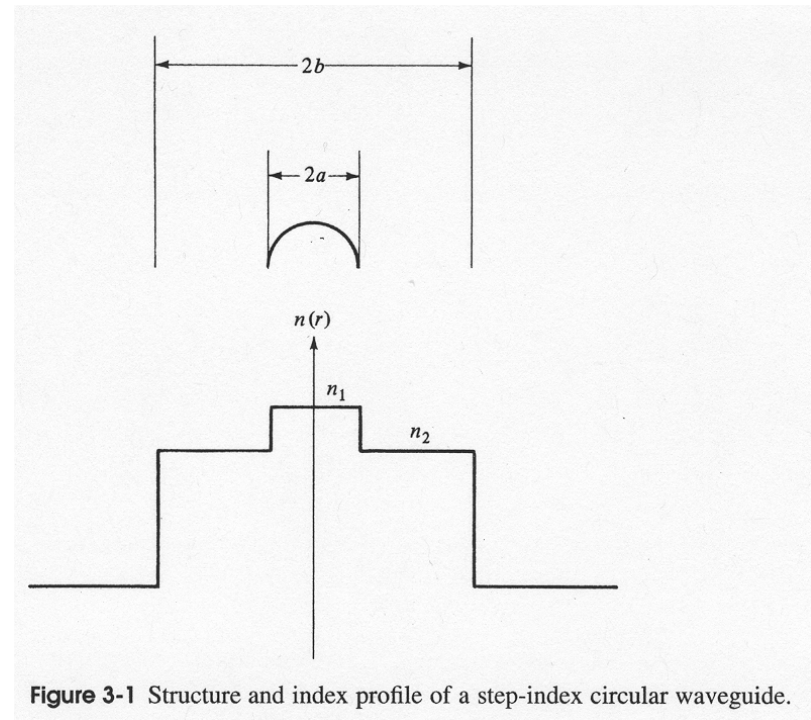 2b
2a
n(r)
n1
n2
Figure 3-1 Structure and index profile of a step-index circular waveguide.